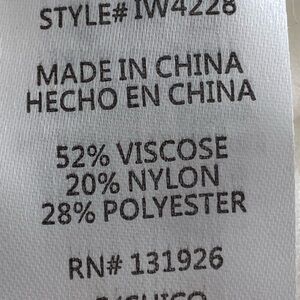 STYLE# IW4228
MADE IN CHINA
HECHO EN CHINA
52% VISCOSE
20% NYLON
28% POLYESTER
RN# 131926